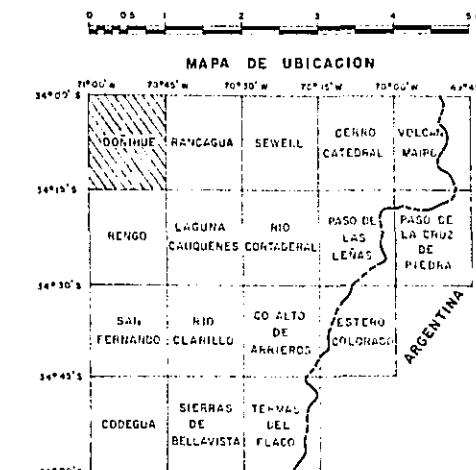 0 0.5 1 2 3 4
MAPA DE UBICACION
71°00' W 70°45' W 70°30' W 70°15' W 70°00' W
34°00' S
DOÑIHUE RANCAGUA SEWELL CERRO CATEDRAL VOLCAN MAIPO
34°15' S
RENGO LAGUNA CAUQUENES RIO CORTADERAL PASO DE LAS LEÑAS PASO DE LA CRUZ DE PIEDRA
34°30' S
SAN FERNANDO RIO CLARILLO CO ALTO DE ARRIEROS ESTERO COLORADO
ARGENTINA
34°45' S
CODEGUA SIERRAS DE BELLAVISTA TERMAS DEL FLACO